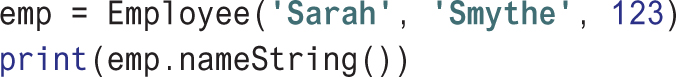 emp = Employee('Sarah', 'Smythe', 123)
print(emp.nameString())